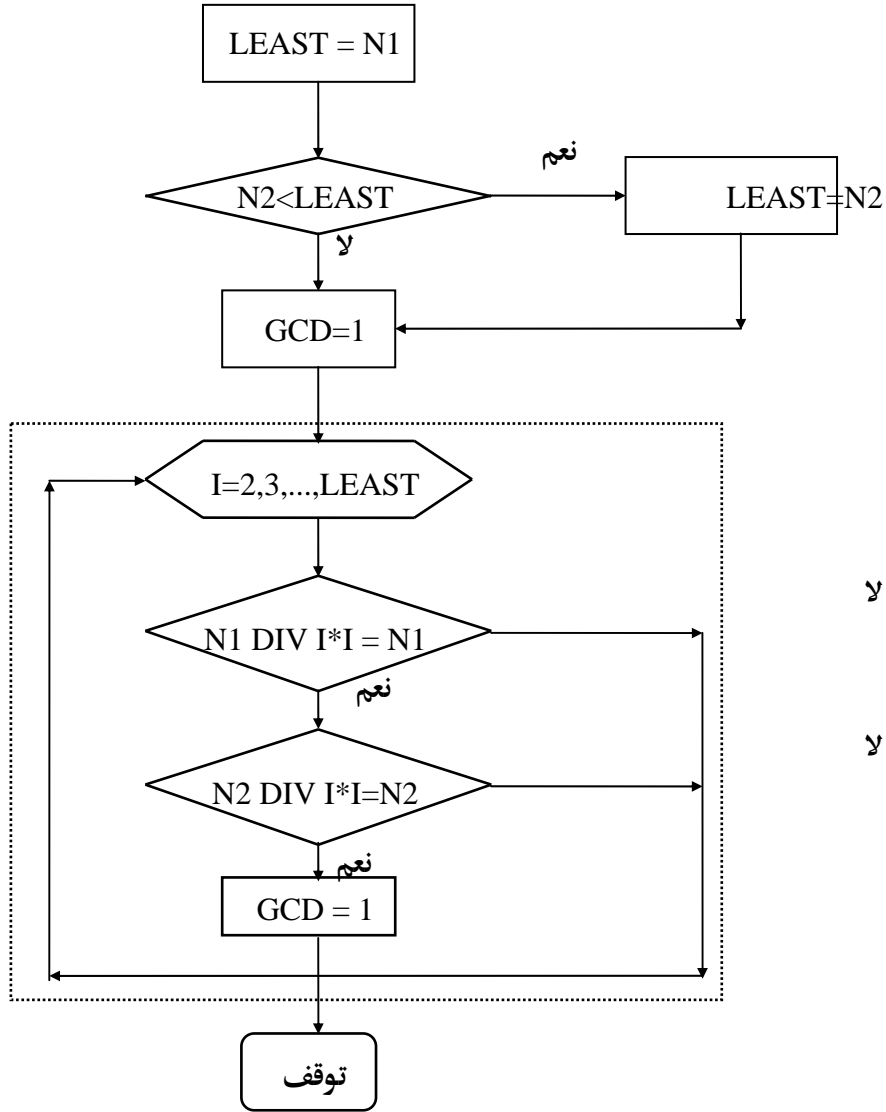 LEAST = N1
نعم
N2<LEAST
LEAST=N2
لا
GCD=1
I=2,3,...,LEAST
لا
N1 DIV I*I = N1
نعم
لا
N2 DIV I*I=N2
نعم
GCD = 1
توقف